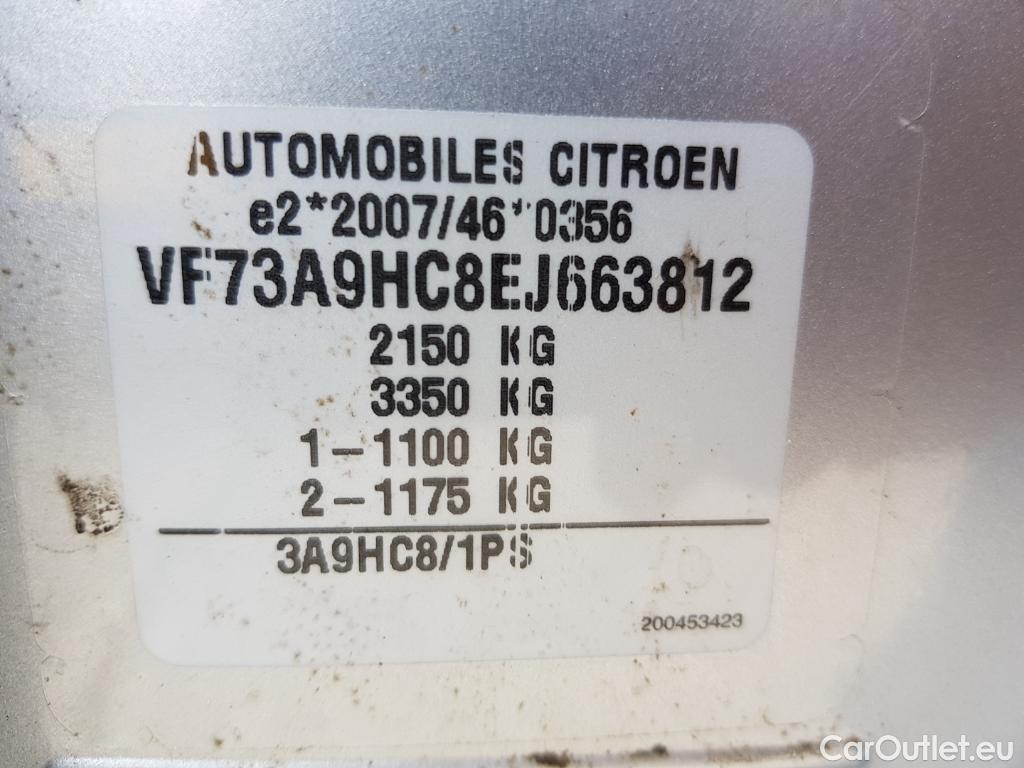 AUTOMOBILES CITROEN
e2*2007/46*0356
VF73A9HC8EJ663812
2150 KG
3350 KG
1-1100 KG
2-1175 KG
3A9HC8/1PS
200453423
CarOutlet.eu